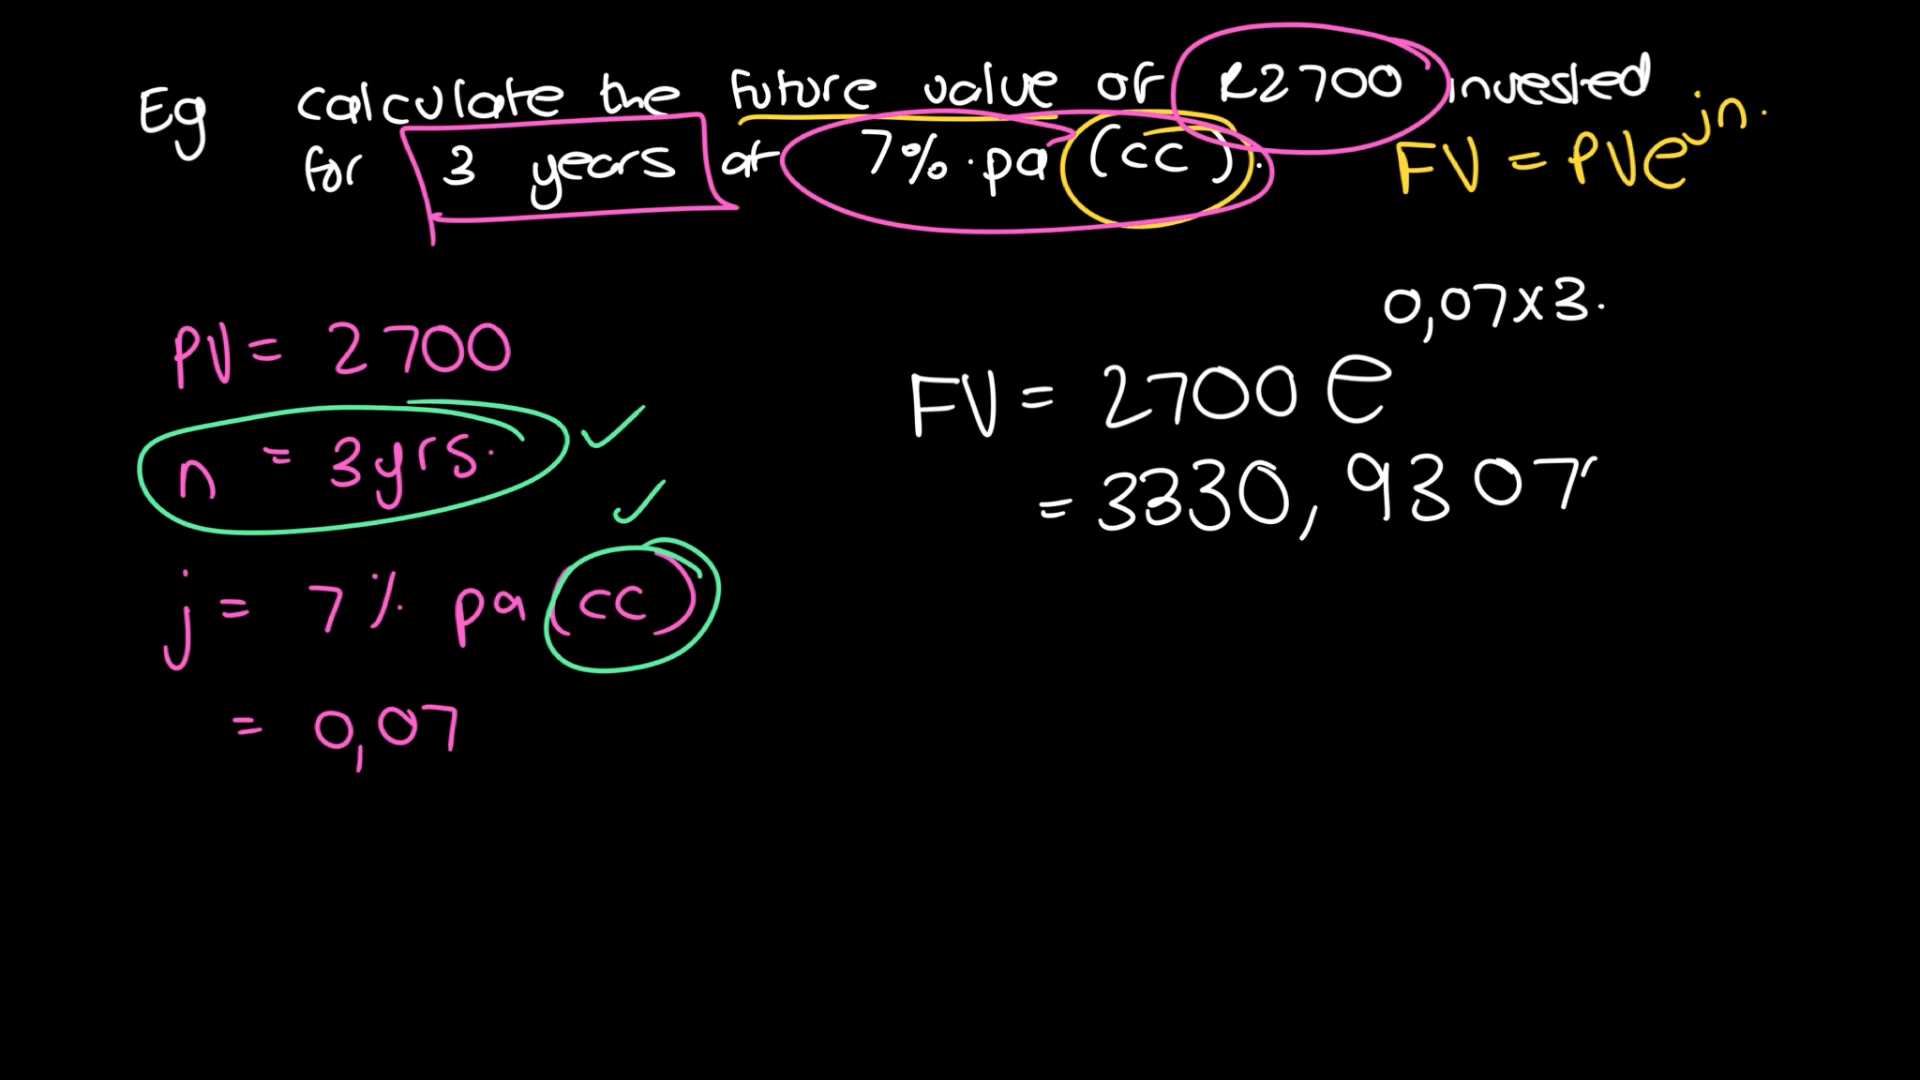 Eg calculate the future value of R2700 invested
for 3 years at 7% pa (cc).
FV = PVe^jn.
PV = 2700
n = 3yrs.
j = 7% pa (cc)
= 0,07
FV = 2700 e^0,07x3.
= 3330,9307